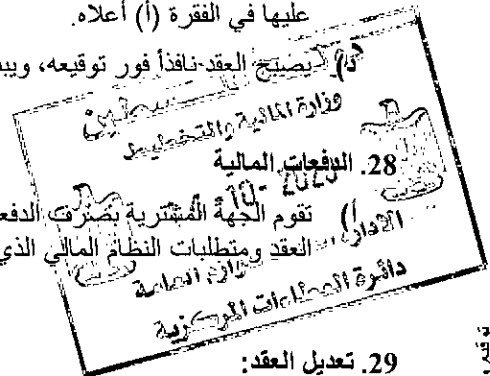 عليها في الفقرة (أ) أعلاه.
د) يصبح العقد نافذاً فور توقيعه، ويبد
وزارة المالية والتخطيط
28. الدفعات المالية
أ) تقوم الجهة المشترية بصرف الدفع
العقد ومتطلبات النظام المالي الذي
دائرة العطاءات المركزية
29. تعديل العقد: